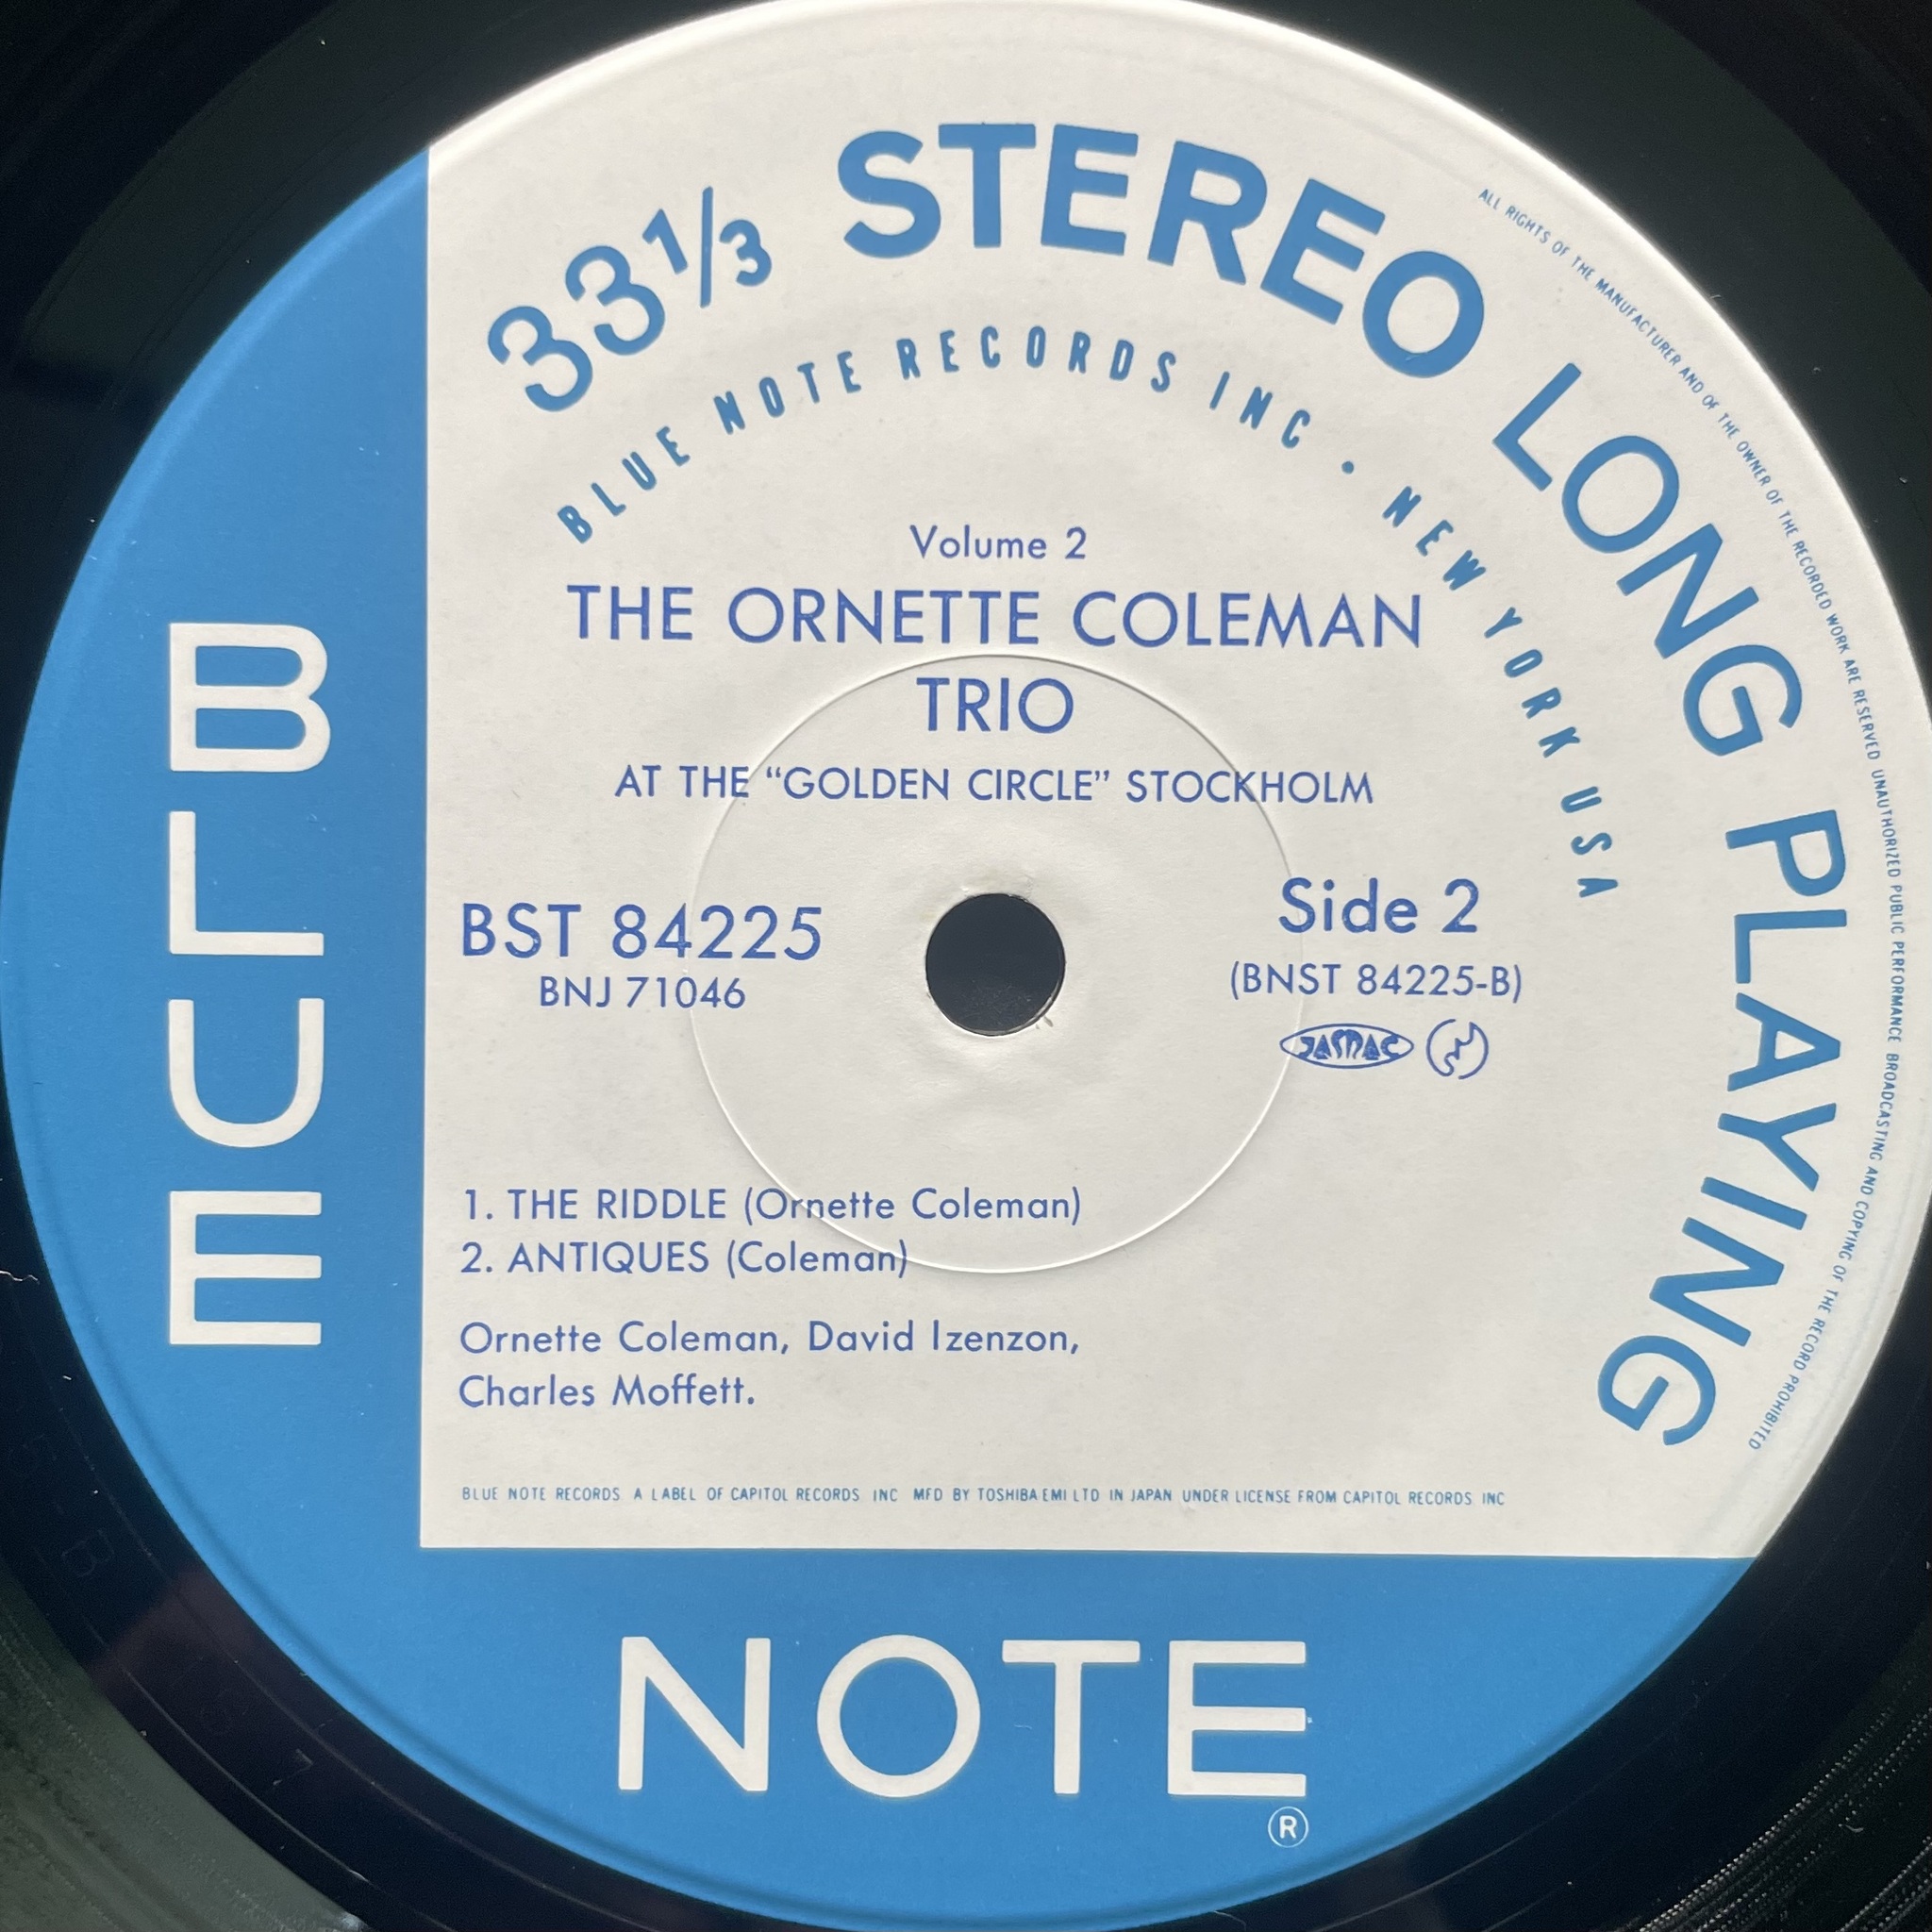 33 1/3 STEREO LONG PLAYING
BLUE NOTE RECORDS INC · NEW YORK USA
ALL RIGHTS OF THE MANUFACTURER AND OF THE OWNER OF THE RECORDED WORK ARE RESERVED UNAUTHORIZED PUBLIC PERFORMANCE BROADCASTING AND COPYING OF THE RECORD PROHIBITED
Volume 2
THE ORNETTE COLEMAN
TRIO
AT THE “GOLDEN CIRCLE” STOCKHOLM
BST 84225
BNJ 71046
Side 2
(BNST 84225-B)
JASRAC
1. THE RIDDLE (Ornette Coleman)
2. ANTIQUES (Coleman)
Ornette Coleman, David Izenzon,
Charles Moffett.
BLUE NOTE RECORDS A LABEL OF CAPITOL RECORDS INC MFD BY TOSHIBA EMI LTD IN JAPAN UNDER LICENSE FROM CAPITOL RECORDS INC
BLUE
NOTE
®